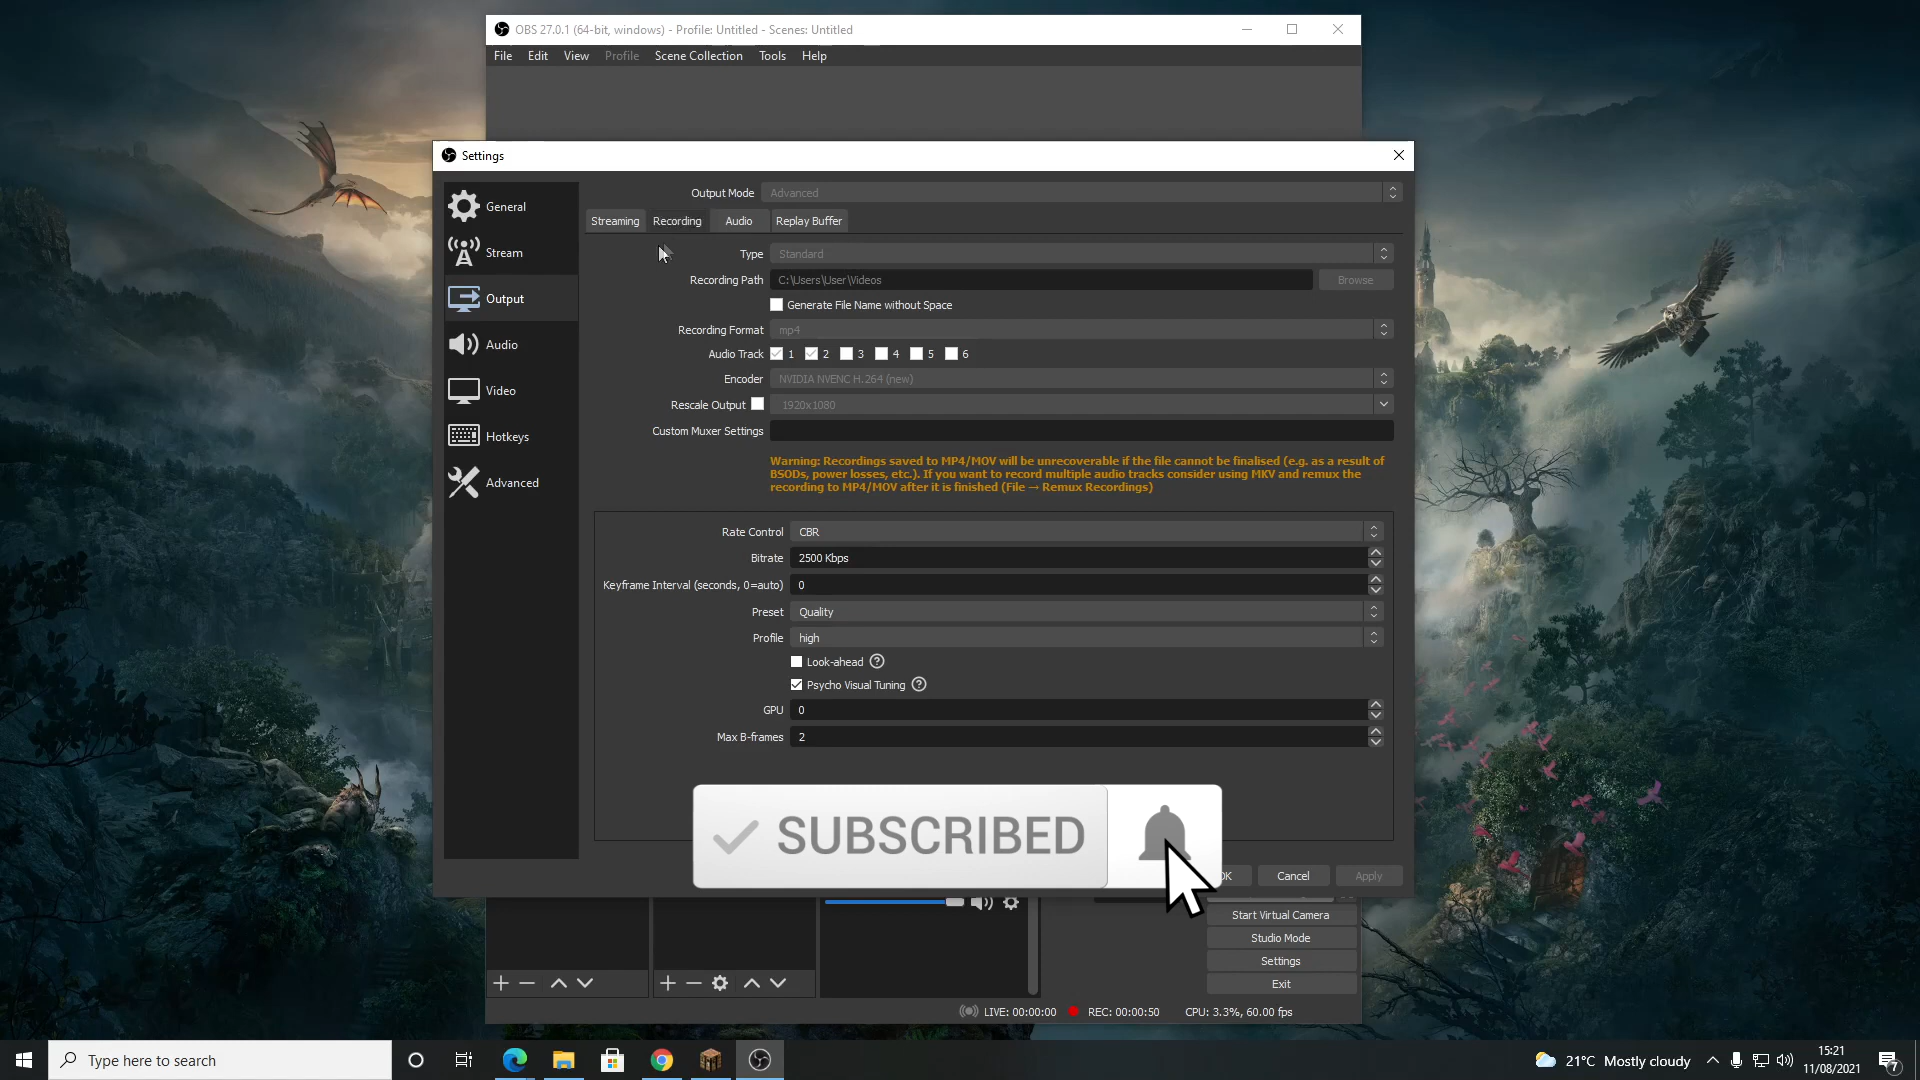 OBS 27.0.1 (64-bit, windows) - Profile: Untitled - Scenes: Untitled
File Edit View Profile Scene Collection Tools Help
Settings
General
Stream
Output
Audio
Video
Hotkeys
Advanced
Output Mode Advanced
Streaming Recording Audio Replay Buffer
Type Standard
Recording Path C:\Users\User\Videos Browse
Generate File Name without Space
Recording Format mp4
Audio Track 1 2 3 4 5 6
Encoder NVIDIA NVENC H.264 (new)
Rescale Output 1920x1080
Custom Muxer Settings
Warning: Recordings saved to MP4/MOV will be unrecoverable if the file cannot be finalised (e.g. as a result of
BSODs, power losses, etc.). If you want to record multiple audio tracks consider using MKV and remux the
recording to MP4/MOV after it is finished (File → Remux Recordings)
Rate Control CBR
Bitrate 2500 Kbps
Keyframe Interval (seconds, 0=auto) 0
Preset Quality
Profile high
Look-ahead ?
Psycho Visual Tuning ?
GPU 0
Max B-frames 2
SUBSCRIBED
OK Cancel Apply
Start Virtual Camera
Studio Mode
Settings
Exit
LIVE: 00:00:00 REC: 00:00:50 CPU: 3.3%, 60.00 fps
Type here to search
21°C Mostly cloudy
15:21
11/08/2021
7